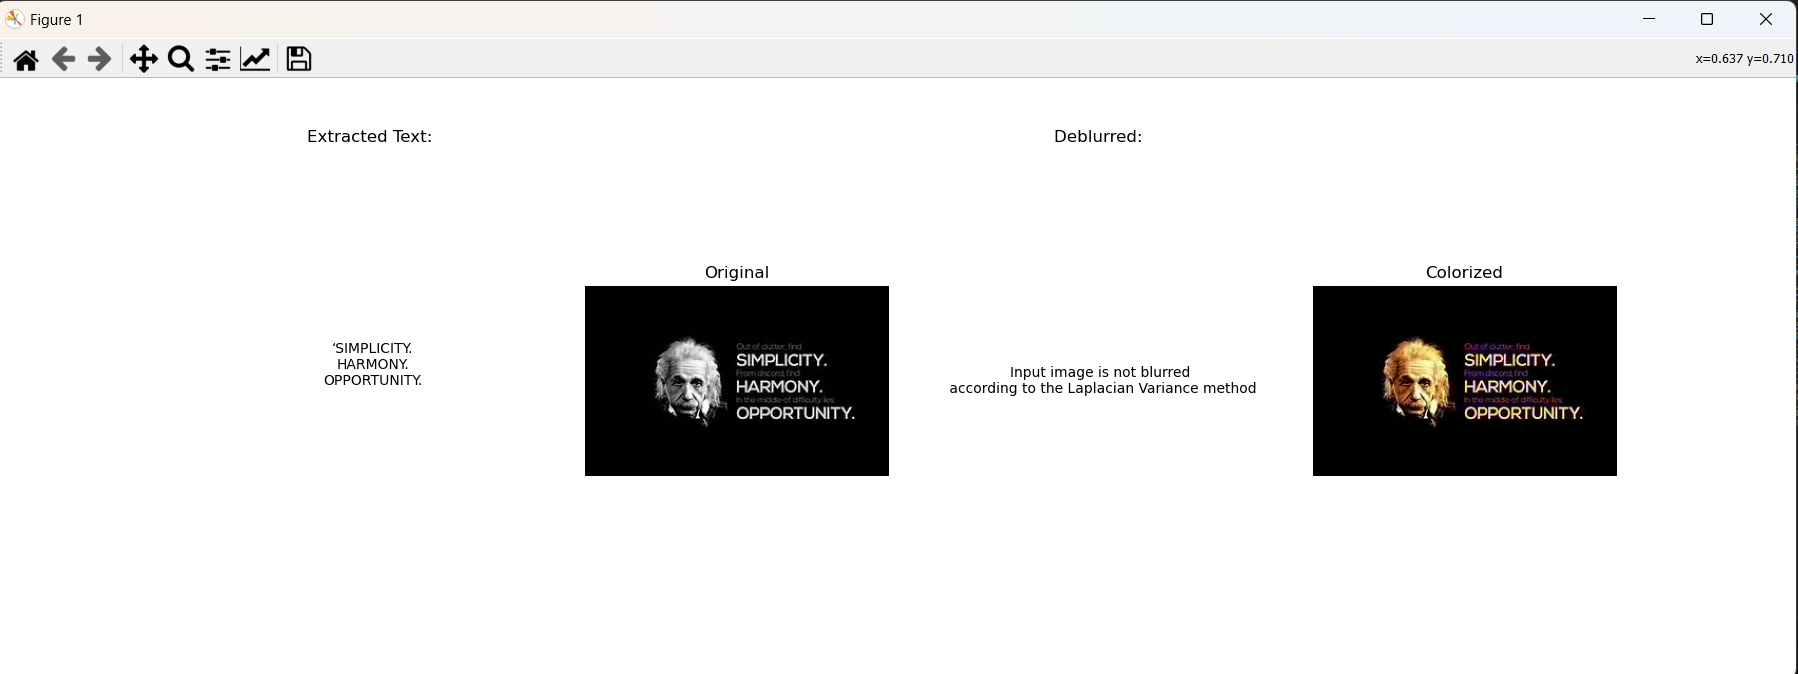 Figure 1
x=0.637 y=0.710
Extracted Text:
Deblurred:
Original
Colorized
‘SIMPLICITY.
HARMONY.
OPPORTUNITY.
Out of clutter, find
SIMPLICITY.
From discord, find
HARMONY.
In the middle of difficulty lies
OPPORTUNITY.
Input image is not blurred
according to the Laplacian Variance method
Out of clutter, find
SIMPLICITY.
From discord, find
HARMONY.
In the middle of difficulty lies
OPPORTUNITY.